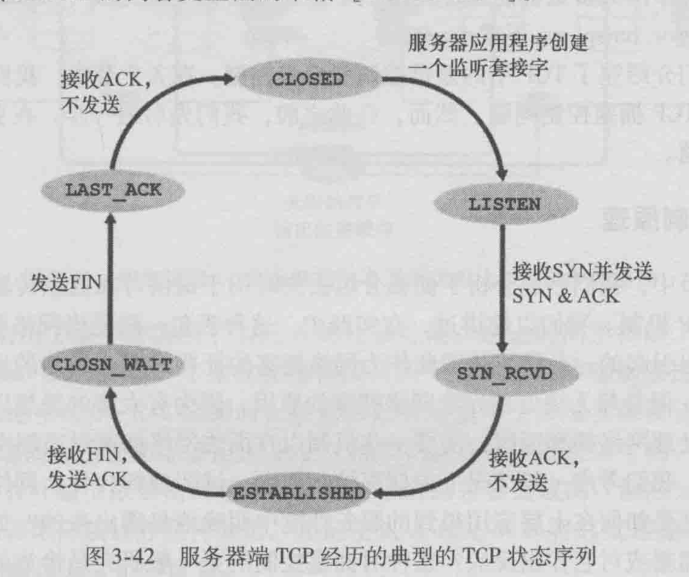 CLOSED
服务器应用程序创建
一个监听套接字
接收ACK,
不发送
LAST_ACK
LISTEN
发送FIN
接收SYN并发送
SYN & ACK
CLOSN_WAIT
SYN_RCVD
接收FIN,
发送ACK
接收ACK,
不发送
ESTABLISHED
图 3-42 服务器端 TCP 经历的典型的 TCP 状态序列